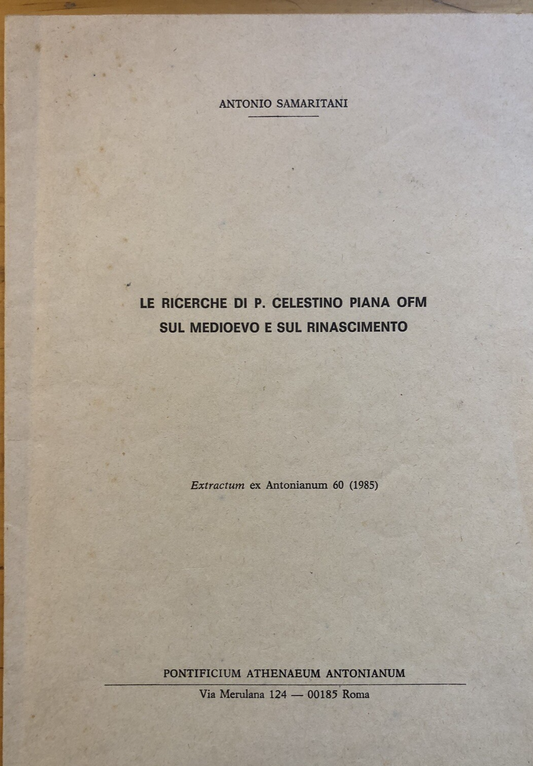 ANTONIO SAMARITANI
LE RICERCHE DI P. CELESTINO PIANA OFM
SUL MEDIOEVO E SUL RINASCIMENTO
Extractum ex Antonianum 60 (1985)
PONTIFICIUM ATHENAEUM ANTONIANUM
Via Merulana 124 — 00185 Roma